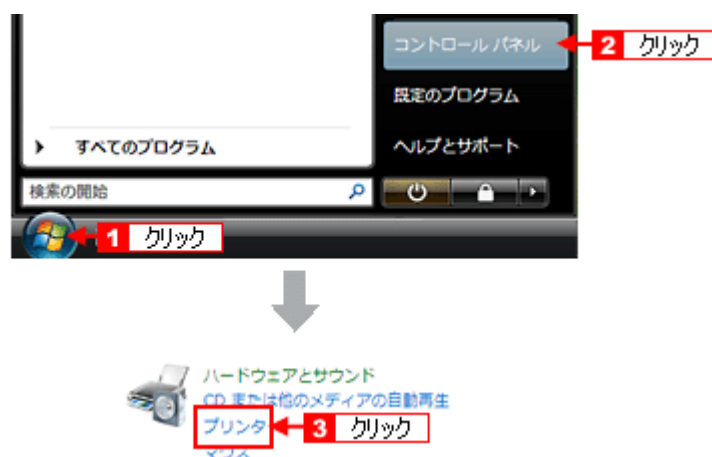 コントロール パネル
2 クリック
既定のプログラム
すべてのプログラム
ヘルプとサポート
検索の開始
1 クリック
ハードウェアとサウンド
CD または他のメディアの自動再生
プリンタ
3 クリック
マウス